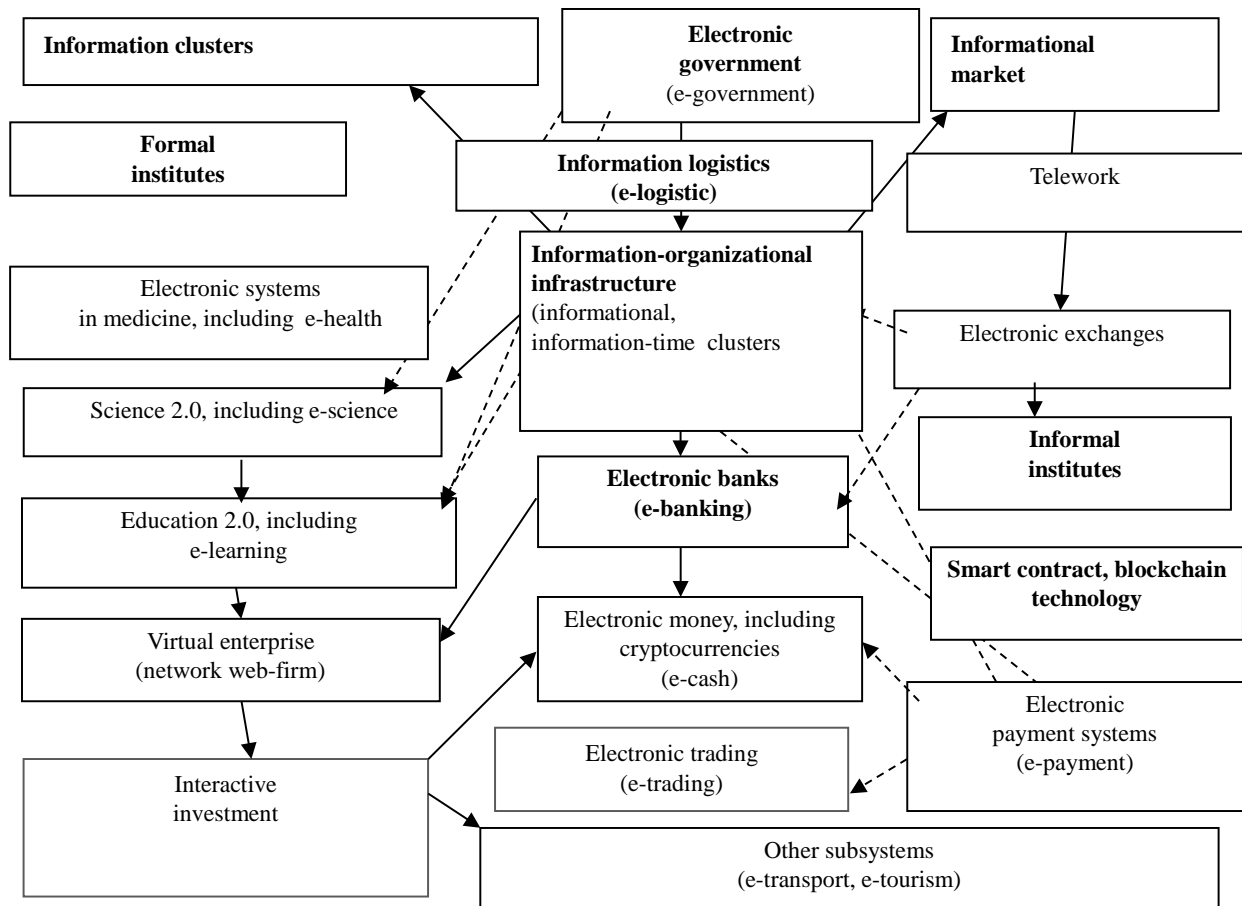 Information clusters
Electronic
government
(e-government)
Informational
market
Formal
institutes
Information logistics
(e-logistic)
Telework
Information-organizational
infrastructure
(informational,
information-time clusters
Electronic systems
in medicine, including e-health
Electronic exchanges
Science 2.0, including e-science
Informal
institutes
Electronic banks
(e-banking)
Education 2.0, including
e-learning
Smart contract, blockchain
technology
Electronic money, including
cryptocurrencies
(e-cash)
Virtual enterprise
(network web-firm)
Electronic
payment systems
(e-payment)
Electronic trading
(e-trading)
Interactive
investment
Other subsystems
(e-transport, e-tourism)